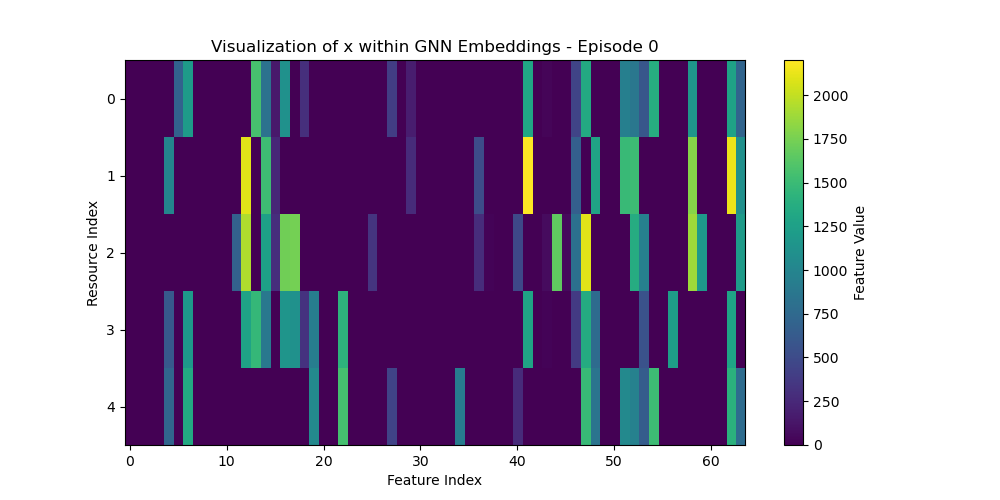 Visualization of x within GNN Embeddings - Episode 0
Resource Index
0
1
2
3
4
0 10 20 30 40 50 60
Feature Index
2000
1750
1500
1250
1000
750
500
250
0
Feature Value